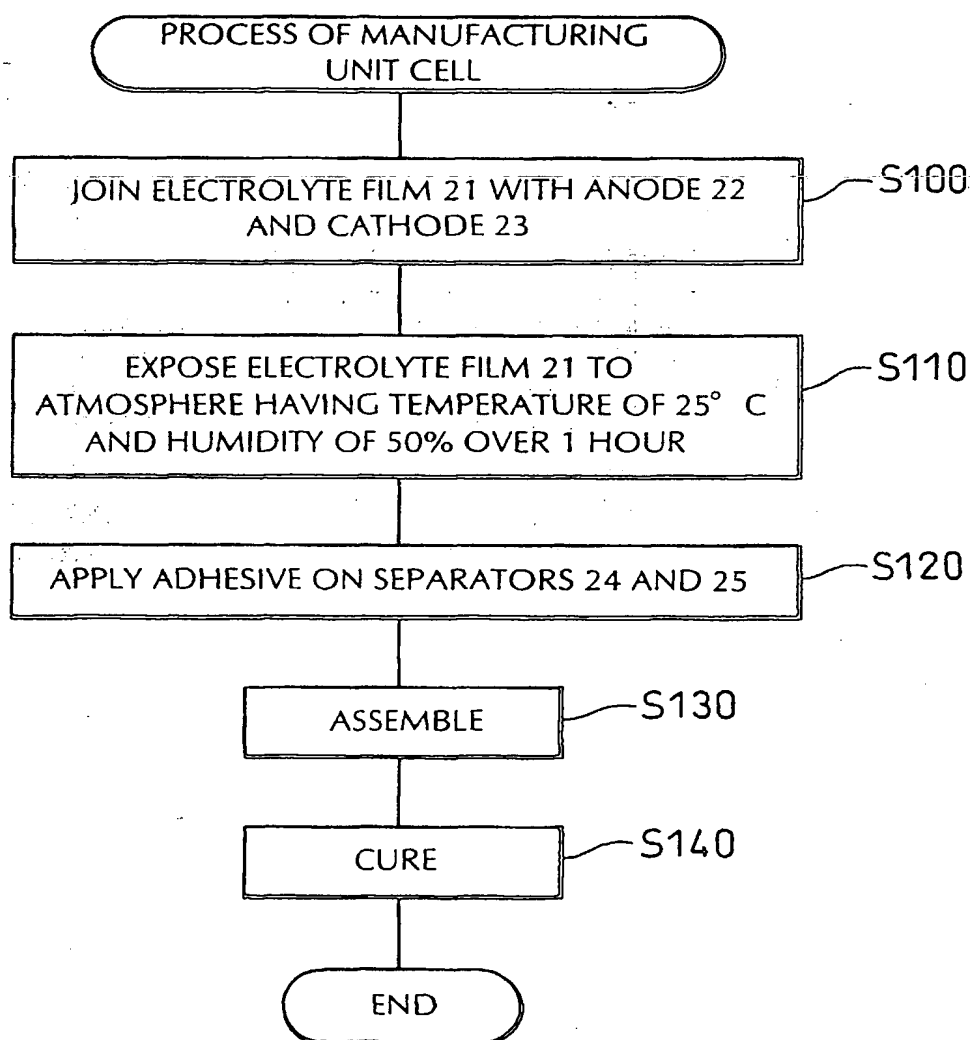 PROCESS OF MANUFACTURING
UNIT CELL
JOIN ELECTROLYTE FILM 21 WITH ANODE 22
AND CATHODE 23
S100
EXPOSE ELECTROLYTE FILM 21 TO
ATMOSPHERE HAVING TEMPERATURE OF 25° C
AND HUMIDITY OF 50% OVER 1 HOUR
S110
APPLY ADHESIVE ON SEPARATORS 24 AND 25
S120
ASSEMBLE
S130
CURE
S140
END